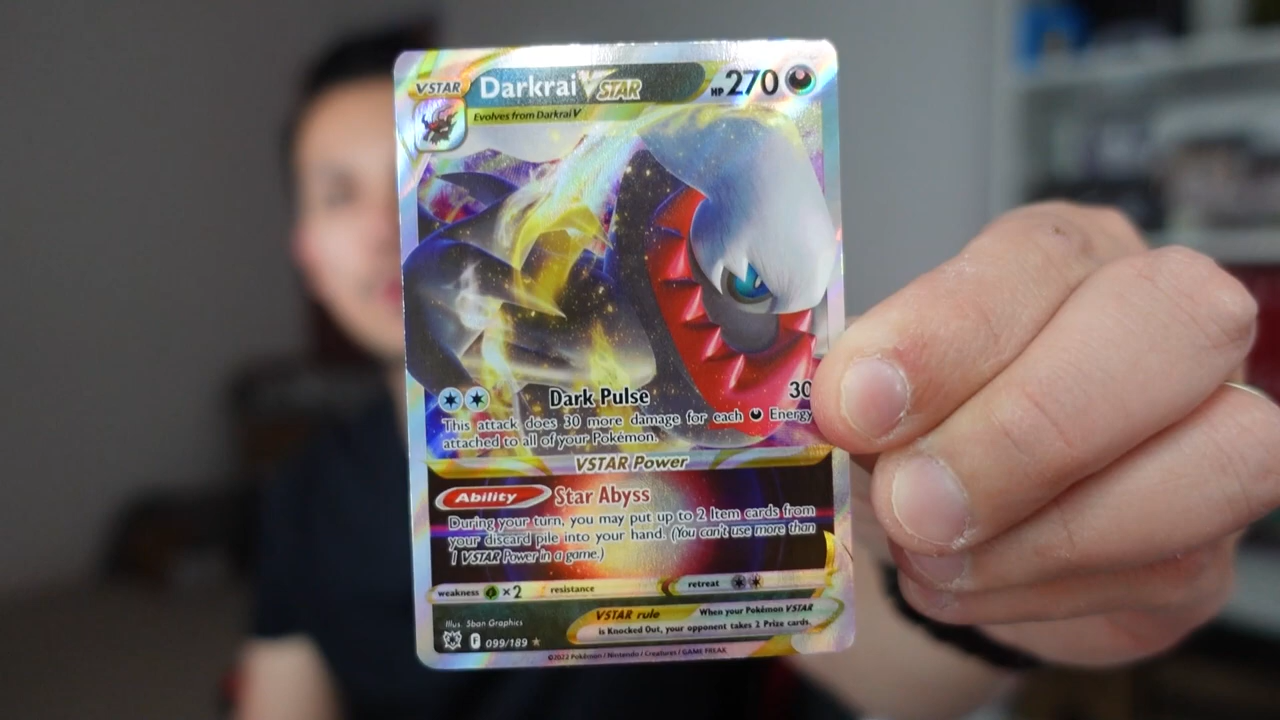 VSTAR Darkrai VSTAR HP 270
Evolves from Darkrai V
Dark Pulse 30
This attack does 30 more damage for each Energy
attached to all of your Pokémon.
VSTAR Power
Ability Star Abyss
During your turn, you may put up to 2 Item cards from
your discard pile into your hand. (You can't use more than
1 VSTAR Power in a game.)
weakness ×2 resistance retreat
VSTAR rule When your Pokémon VSTAR
is Knocked Out, your opponent takes 2 Prize cards.
Illus. 5ban Graphics
F 099/189 ★
©2022 Pokémon / Nintendo / Creatures / GAME FREAK